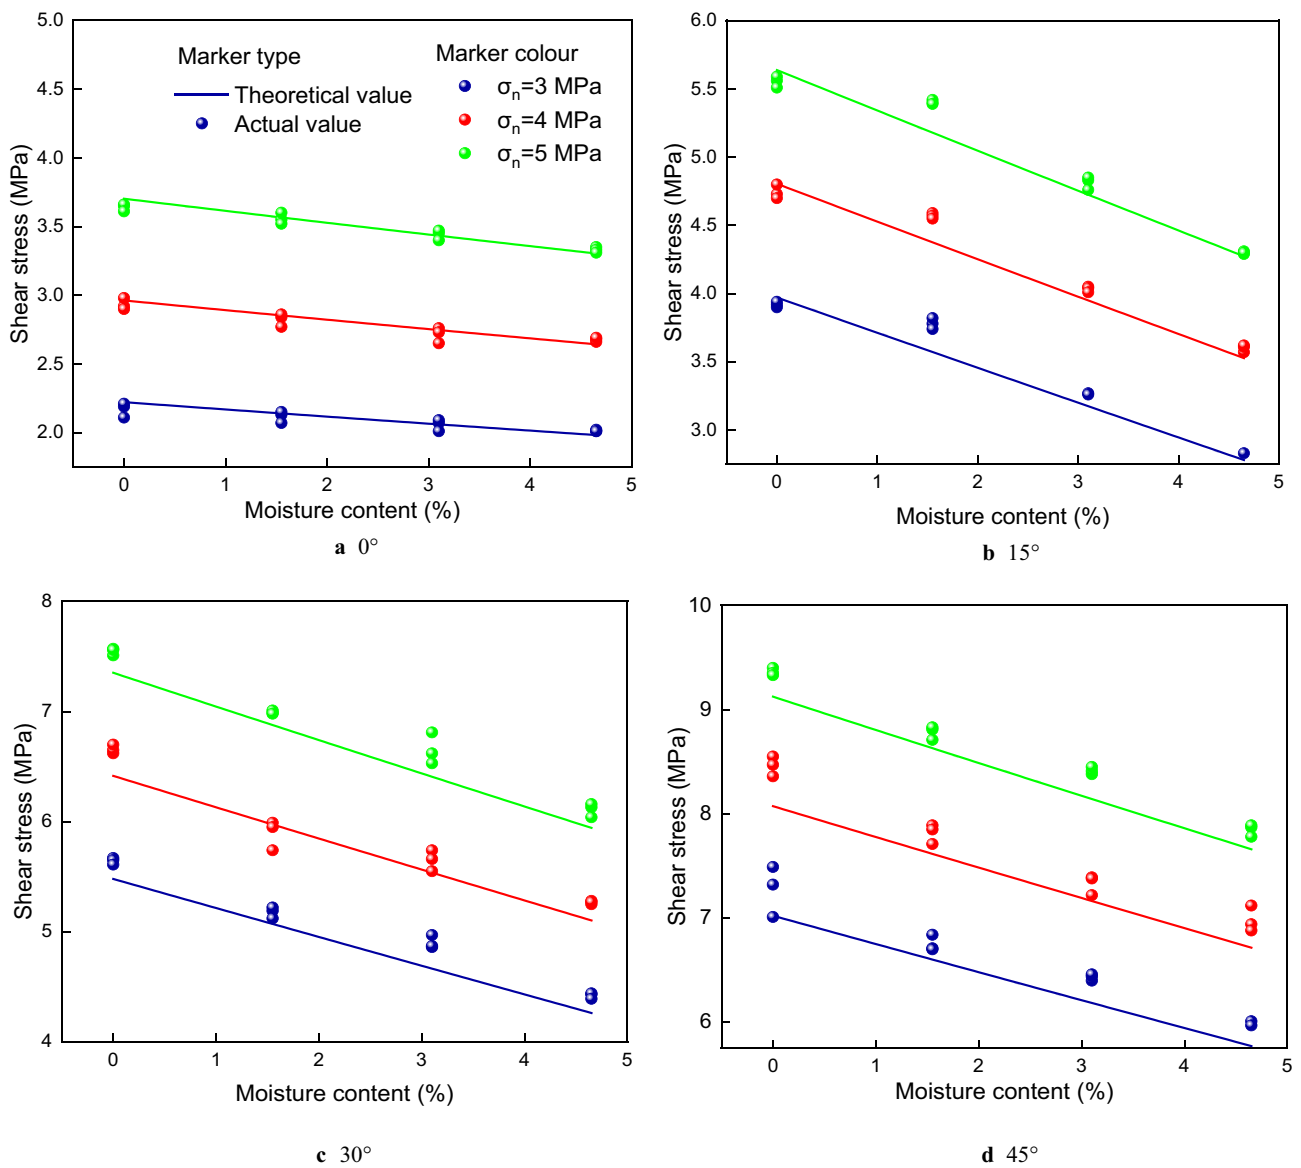 5.0
4.5
4.0
3.5
3.0
2.5
2.0
Shear stress (MPa)
Marker type
Theoretical value
Actual value
Marker colour
σn=3 MPa
σn=4 MPa
σn=5 MPa
0 1 2 3 4 5
Moisture content (%)
a 0°
6.0
5.5
5.0
4.5
4.0
3.5
3.0
Shear stress (MPa)
0 1 2 3 4 5
Moisture content (%)
b 15°
8
7
6
5
4
Shear stress (MPa)
0 1 2 3 4 5
Moisture content (%)
c 30°
10
9
8
7
6
Shear stress (MPa)
0 1 2 3 4 5
Moisture content (%)
d 45°